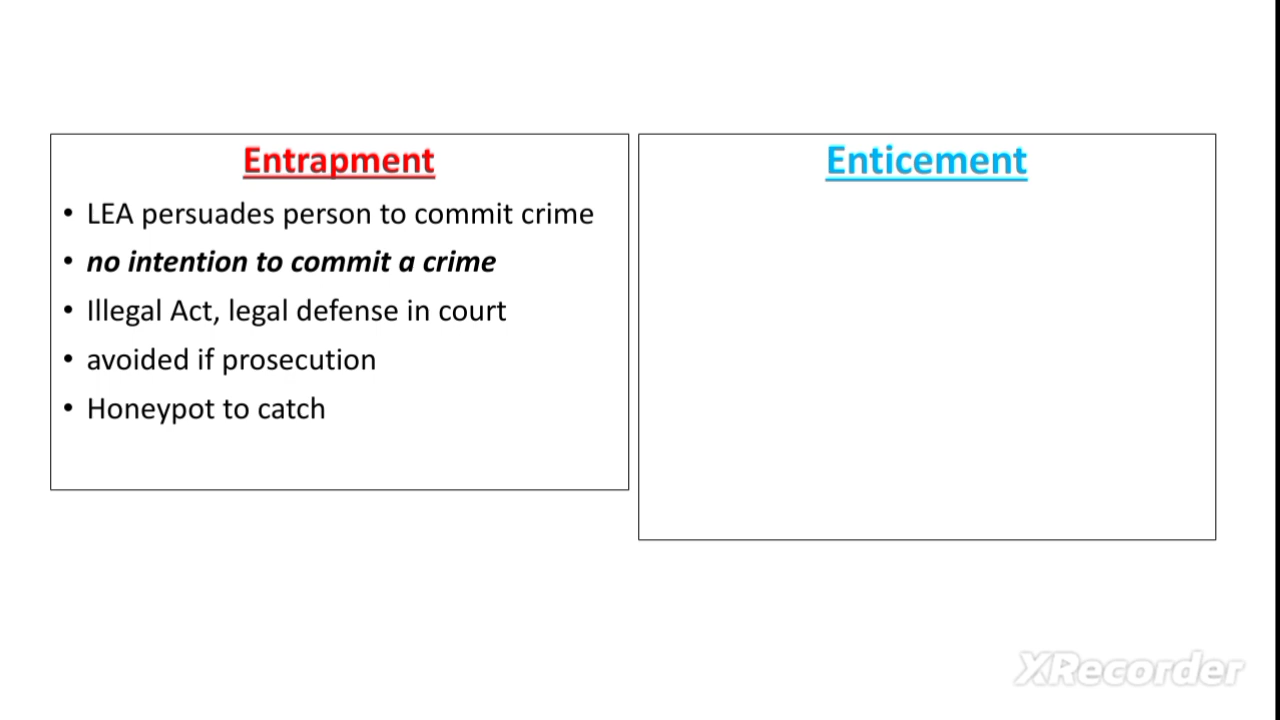 Entrapment
• LEA persuades person to commit crime
• no intention to commit a crime
• Illegal Act, legal defense in court
• avoided if prosecution
• Honeypot to catch
Enticement
XRecorder